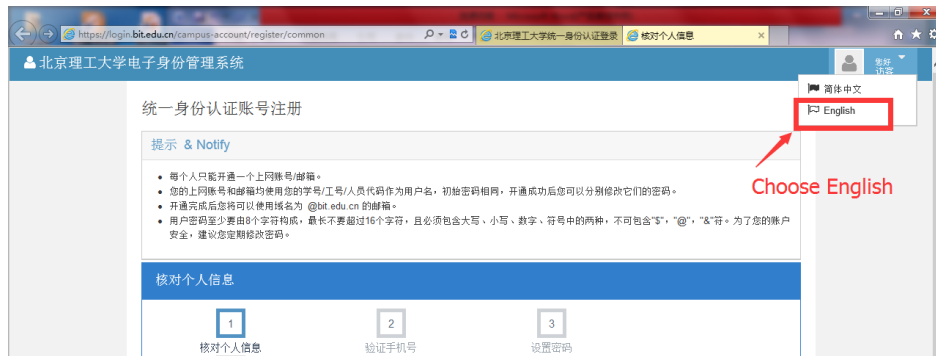 https://login.bit.edu.cn/campus-account/register/common
北京理工大学统一身份认证登录
核对个人信息
北京理工大学电子身份管理系统
您好
访客
简体中文
English
Choose English
统一身份认证账号注册
提示 & Notify
每个人只能开通一个上网账号/邮箱。
您的上网账号和邮箱均使用您的学号/工号/人员代码作为用户名，初始密码相同，开通成功后您可以分别修改它们的密码。
开通完成后您将可以使用域名为 @bit.edu.cn 的邮箱。
用户密码至少要由8个字符构成，最长不要超过16个字符，且必须包含大写、小写、数字、符号中的两种，不可包含"$"，"@"，"&"符。为了您的账户
安全，建议您定期修改密码。
核对个人信息
1
2
3
核对个人信息
验证手机号
设置密码